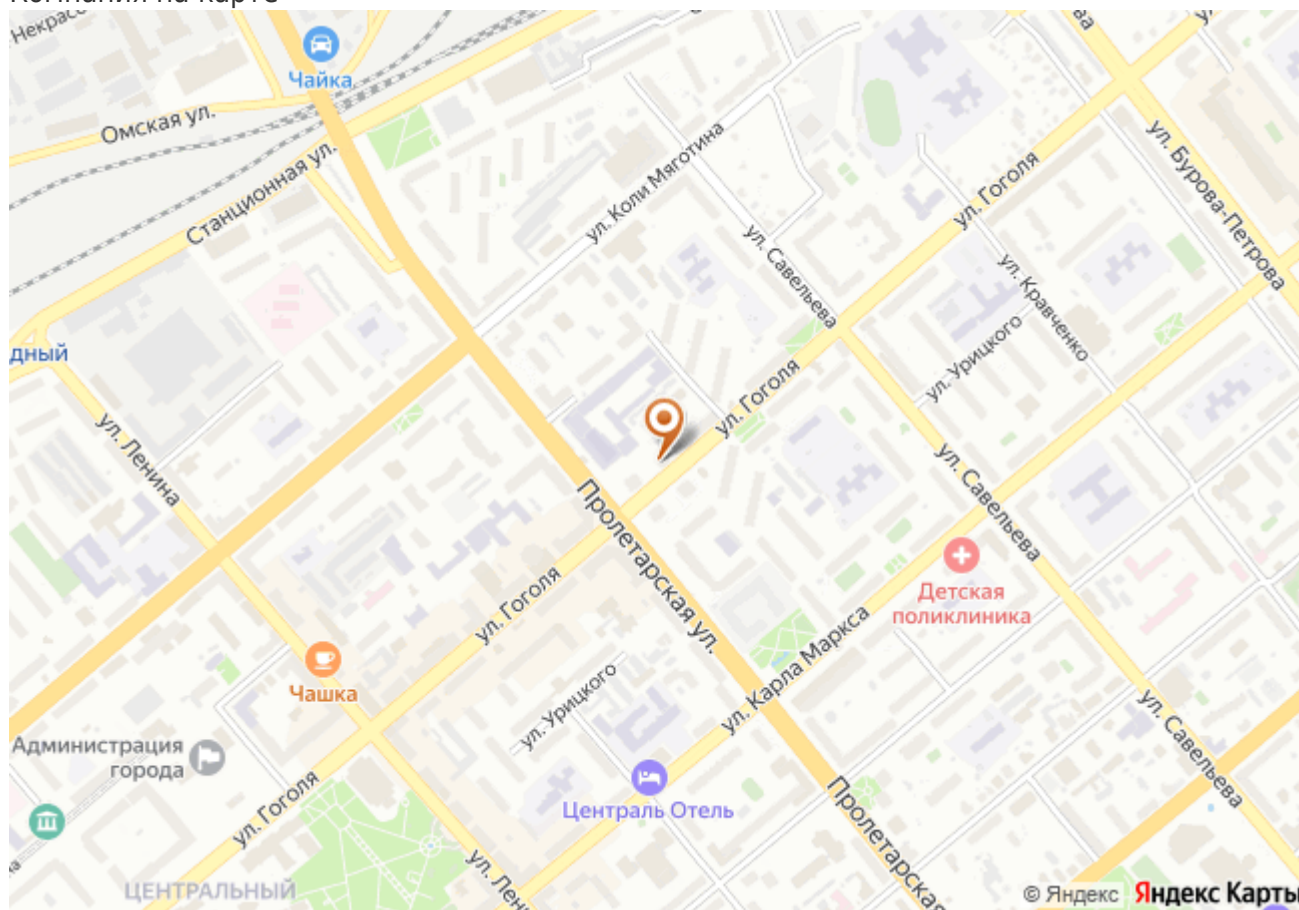 Компания на карте
Некрасо
Чайка
Омская ул.
Станционная ул.
ул. Коли Мяготина
ул. Гоголя
ул. Бурова-Петрова
ва
ул. Савельева
ул. Кравченко
ул. Урицкого
дный
ул. Гоголя
ул. Ленина
ул. Савельева
Пролетарская ул.
Детская
поликлиника
ул. Гоголя
ул. Карла Маркса
Чашка
ул. Урицкого
ул. Савельева
Администрация
города
Централь Отель
ул. Гоголя
Пролетарская
ул. Лен
ЦЕНТРАЛЬНЫЙ
© Яндекс Яндекс Карты